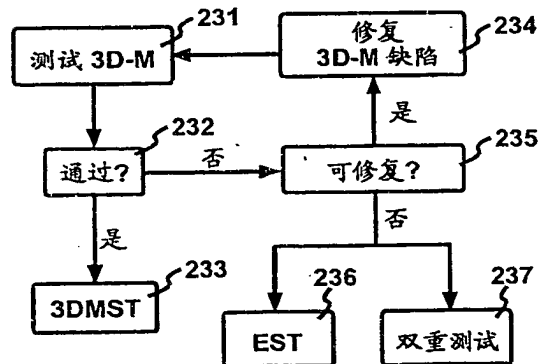 231
测试 3D-M
修复
3D-M 缺陷
234
232
通过?
否
是
235
可修复?
是
否
233
3DMST
236
EST
237
双重测试